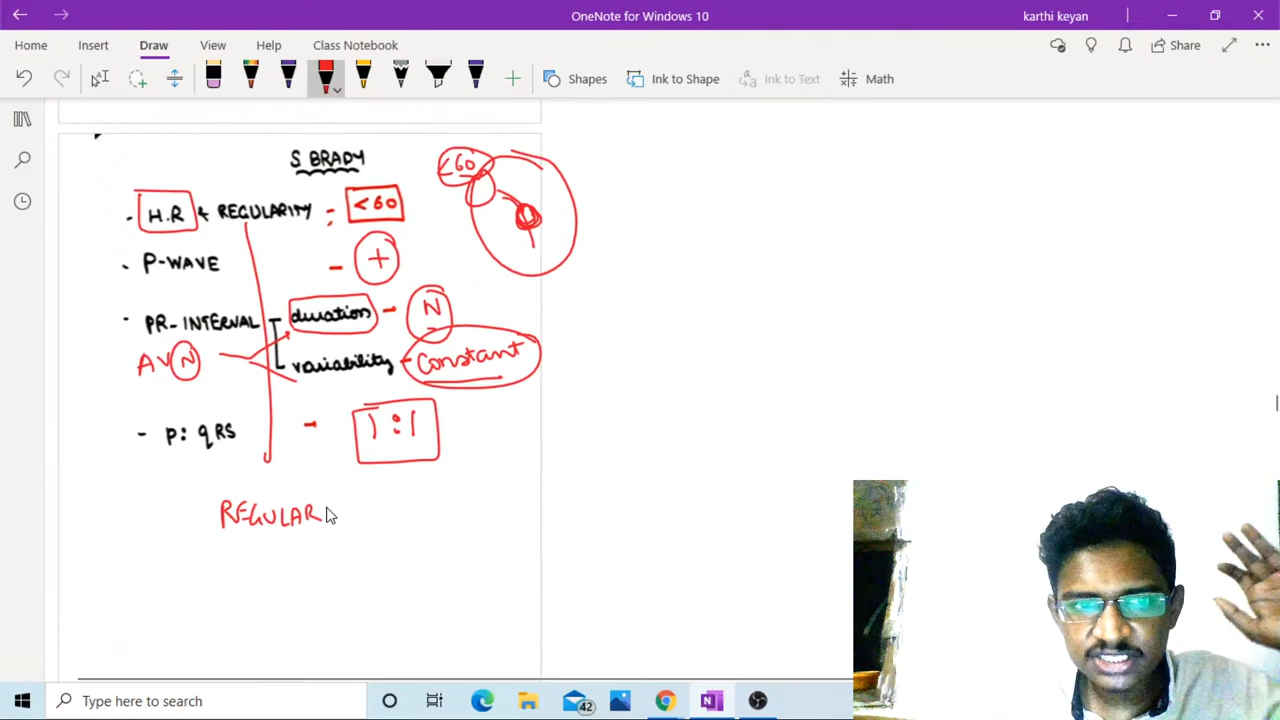 OneNote for Windows 10
karthi keyan
Home Insert Draw View Help Class Notebook
Share
Shapes Ink to Shape Ink to Text Math
S BRADY
<60
- H.R & REGULARITY = <60
- P-WAVE - +
- PR-INTERNAL duration - N
AVN variability - Constant
- P: qRS - 1:1
REGULAR
Type here to search
42